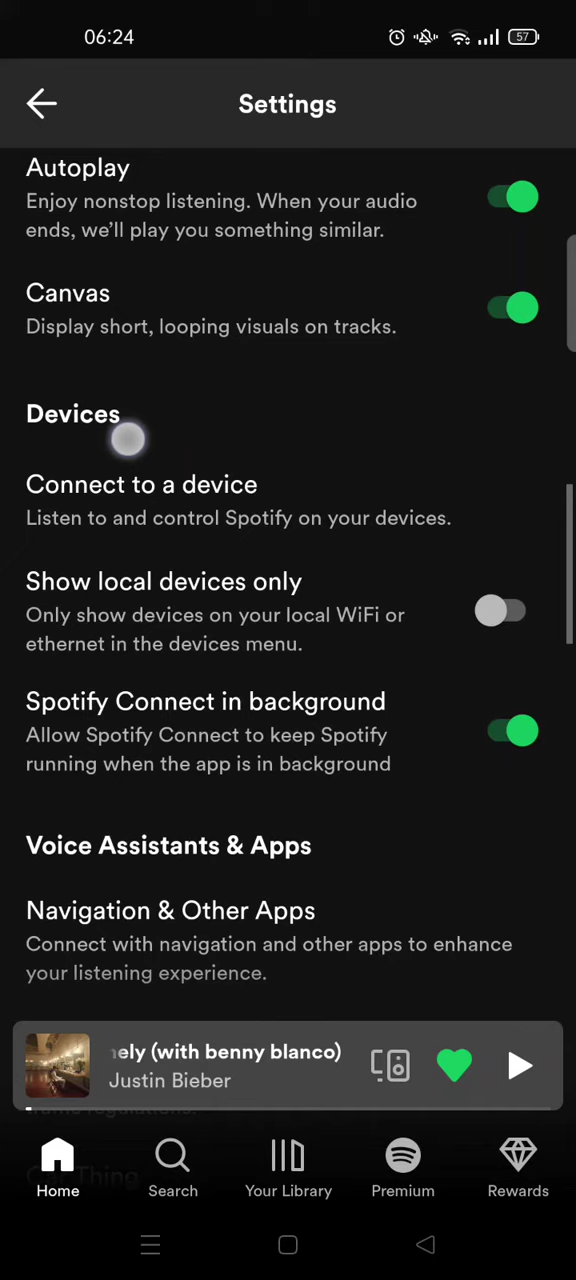 06:24
57
Settings
Autoplay
Enjoy nonstop listening. When your audio
ends, we’ll play you something similar.
Canvas
Display short, looping visuals on tracks.
Devices
Connect to a device
Listen to and control Spotify on your devices.
Show local devices only
Only show devices on your local WiFi or
ethernet in the devices menu.
Spotify Connect in background
Allow Spotify Connect to keep Spotify
running when the app is in background
Voice Assistants & Apps
Navigation & Other Apps
Connect with navigation and other apps to enhance
your listening experience.
ely (with benny blanco)
Justin Bieber
Car Thing
Home
Search
Your Library
Premium
Rewards